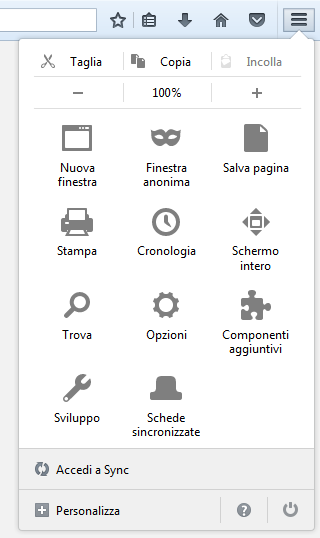 Taglia Copia Incolla
100%
Nuova finestra
Finestra anonima
Salva pagina
Stampa
Cronologia
Schermo intero
Trova
Opzioni
Componenti aggiuntivi
Sviluppo
Schede sincronizzate
Accedi a Sync
Personalizza